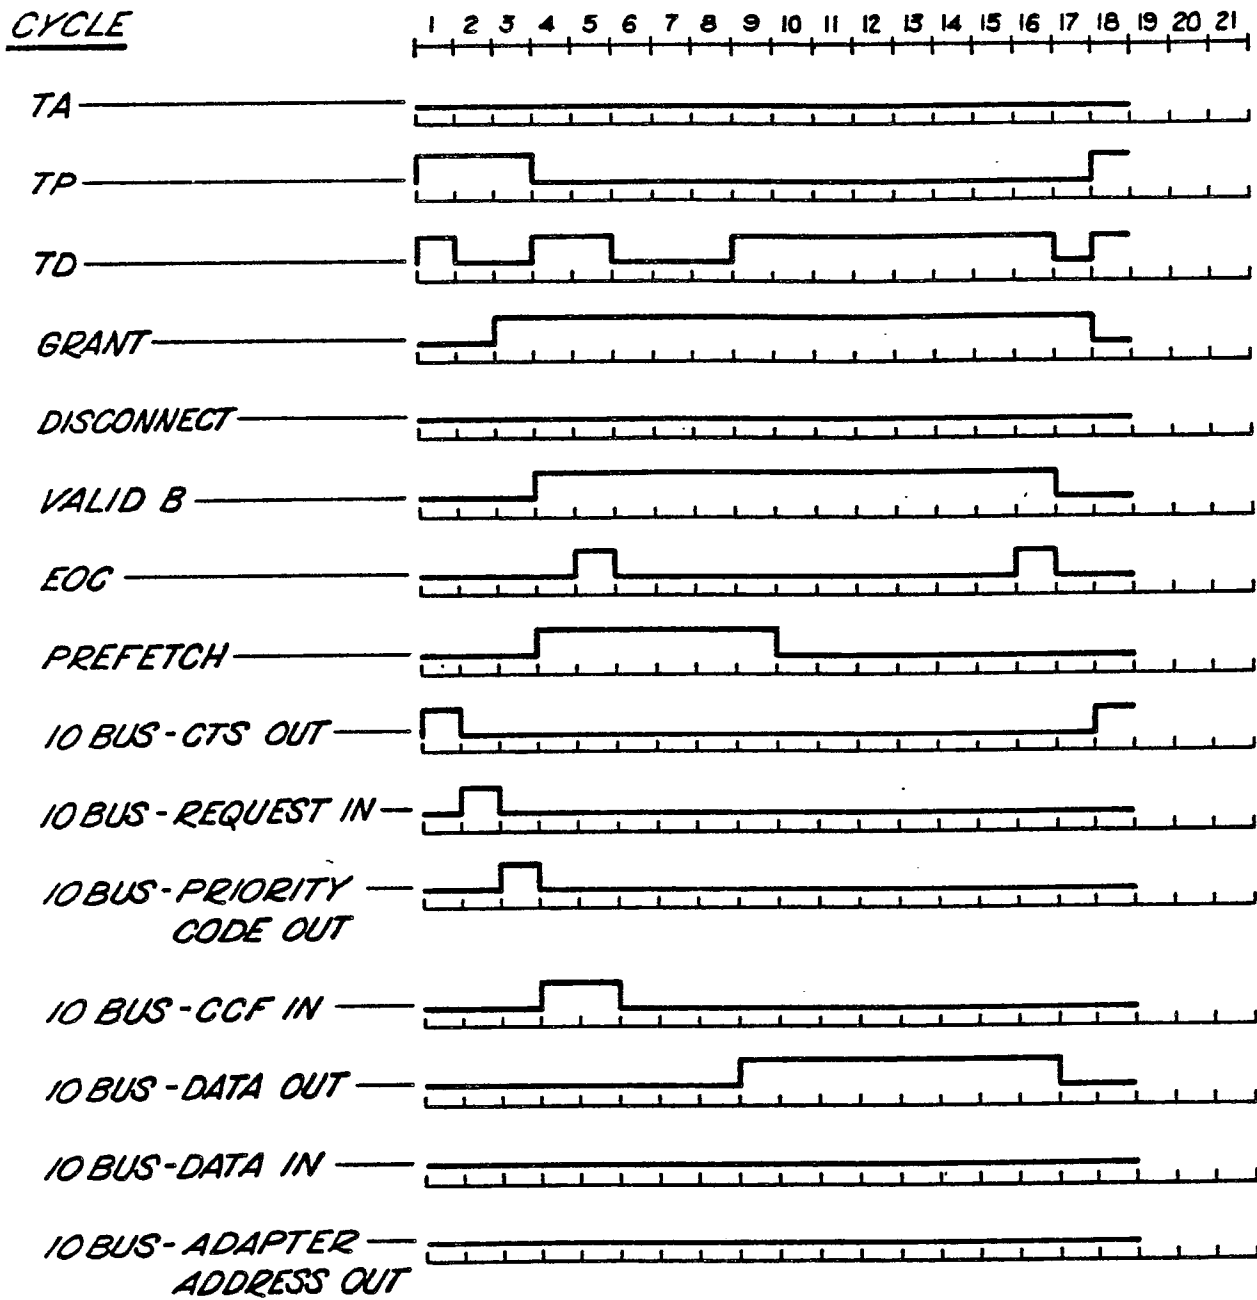 CYCLE 1 2 3 4 5 6 7 8 9 10 11 12 13 14 15 16 17 18 19 20 21
TA
TP
TD
GRANT
DISCONNECT
VALID B
EOC
PREFETCH
IO BUS-CTS OUT
IO BUS-REQUEST IN
IO BUS-PRIORITY
CODE OUT
IO BUS-CCF IN
IO BUS-DATA OUT
IO BUS-DATA IN
IO BUS-ADAPTER
ADDRESS OUT